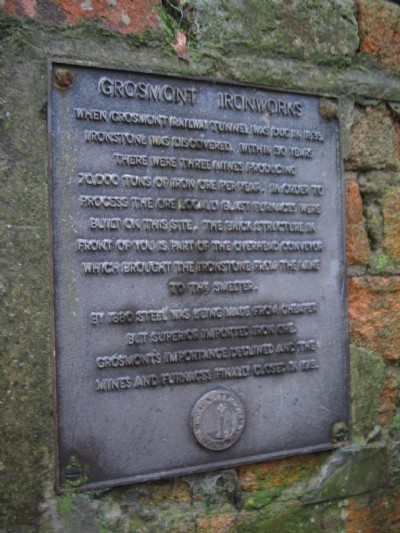 GROSMONT IRONWORKS
WHEN GROSMONT RAILWAY TUNNEL WAS DUG IN
IRONSTONE WAS DISCOVERED. WITHIN 30 YEARS
THERE WERE THREE MINES PRODUCING
70,000 TONS OF IRON ORE PER YEAR. IN ORDER TO
PROCESS THE ORE LOCALLY BLAST FURNACES WERE
BUILT ON THIS SITE. THE BRICK STRUCTURE IN
FRONT OF YOU IS PART OF THE OVERHEAD CONVEYOR
WHICH BROUGHT THE IRONSTONE FROM THE MINE
TO THE SMELTER.
BY 1880 STEEL WAS BEING MADE FROM CHEAPER
BUT SUPERIOR IMPORTED IRON ORE.
GROSMONT'S IMPORTANCE DECLINED AND THE
MINES AND FURNACES FINALLY CLOSED IN